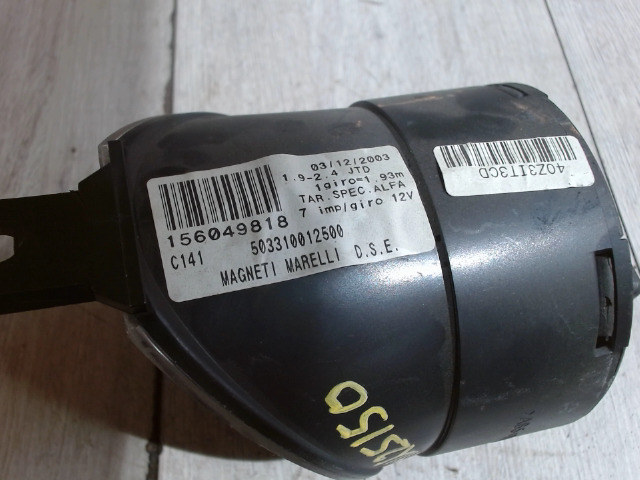 03/12/2003
1.9-2.4 JTD
1giro=1.93m
TAR.SPEC.ALFA
7 imp/giro 12V
156049818
C141 503310012500
MAGNETI MARELLI D.S.E.
40Z3IT3CD